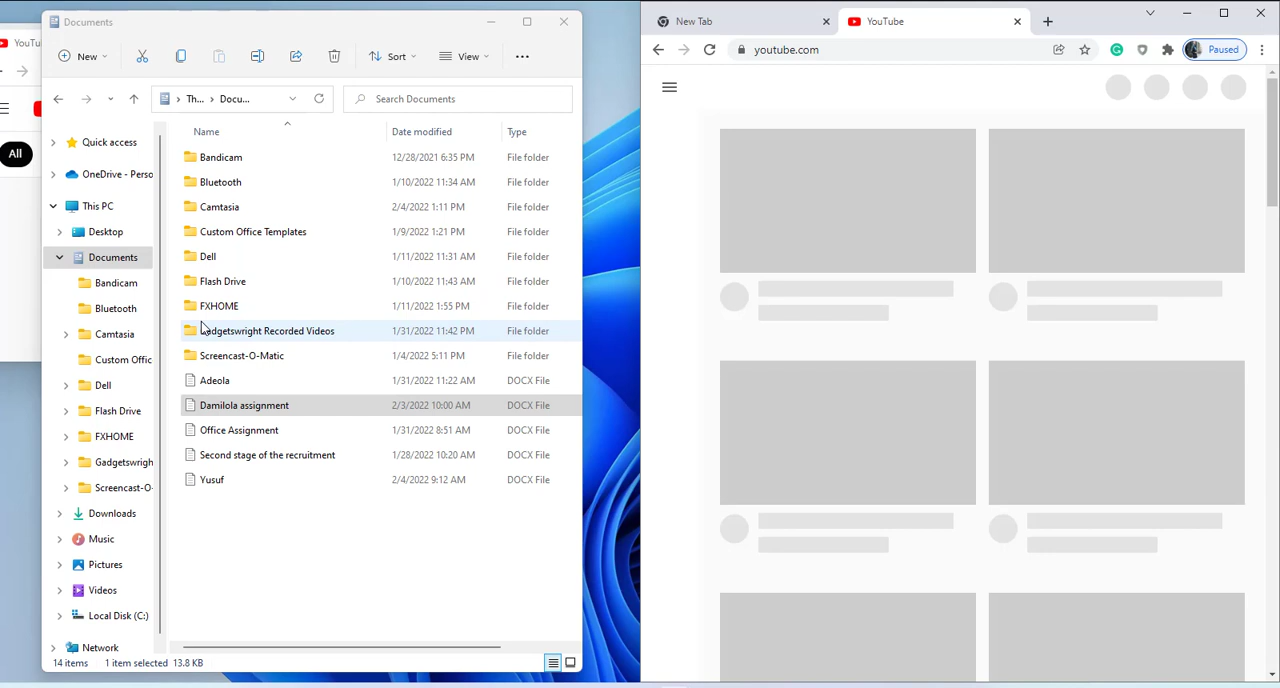 YouTu
All
Documents
New
Sort
View
Th... Docu...
Search Documents
Name Date modified Type
Quick access
OneDrive - Perso
This PC
Desktop
Documents
Bandicam
Bluetooth
Camtasia
Custom Offic
Dell
Flash Drive
FXHOME
Gadgetswrigh
Screencast-O-
Downloads
Music
Pictures
Videos
Local Disk (C:)
Network
Bandicam 12/28/2021 6:35 PM File folder
Bluetooth 1/10/2022 11:34 AM File folder
Camtasia 2/4/2022 1:11 PM File folder
Custom Office Templates 1/9/2022 1:21 PM File folder
Dell 1/11/2022 11:31 AM File folder
Flash Drive 1/10/2022 11:43 AM File folder
FXHOME 1/11/2022 1:55 PM File folder
Gadgetswright Recorded Videos 1/31/2022 11:42 PM File folder
Screencast-O-Matic 1/4/2022 5:11 PM File folder
Adeola 1/31/2022 11:22 AM DOCX File
Damilola assignment 2/3/2022 10:00 AM DOCX File
Office Assignment 1/31/2022 8:51 AM DOCX File
Second stage of the recruitment 1/28/2022 10:20 AM DOCX File
Yusuf 2/4/2022 9:12 AM DOCX File
14 items 1 item selected 13.8 KB
New Tab
YouTube
youtube.com
Paused